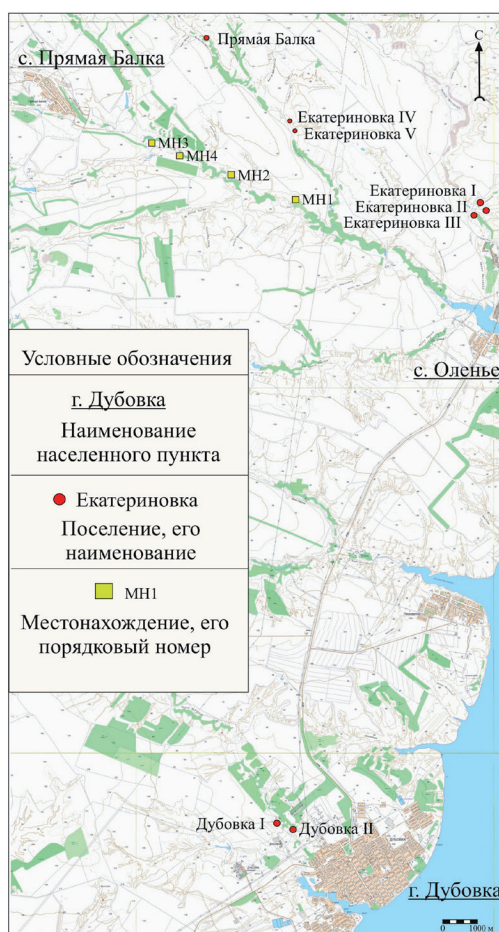 Прямая Балка
С
с. Прямая Балка
Екатериновка IV
Екатериновка V
МН3
МН4
МН2
МН1
Екатериновка I
Екатериновка II
Екатериновка III
с. Оленье
Условные обозначения
г. Дубовка
Наименование
населенного пункта
Екатериновка
Поселение, его
наименование
МН1
Местонахождение, его
порядковый номер
Дубовка I
Дубовка II
г. Дубовка
0
1000 м